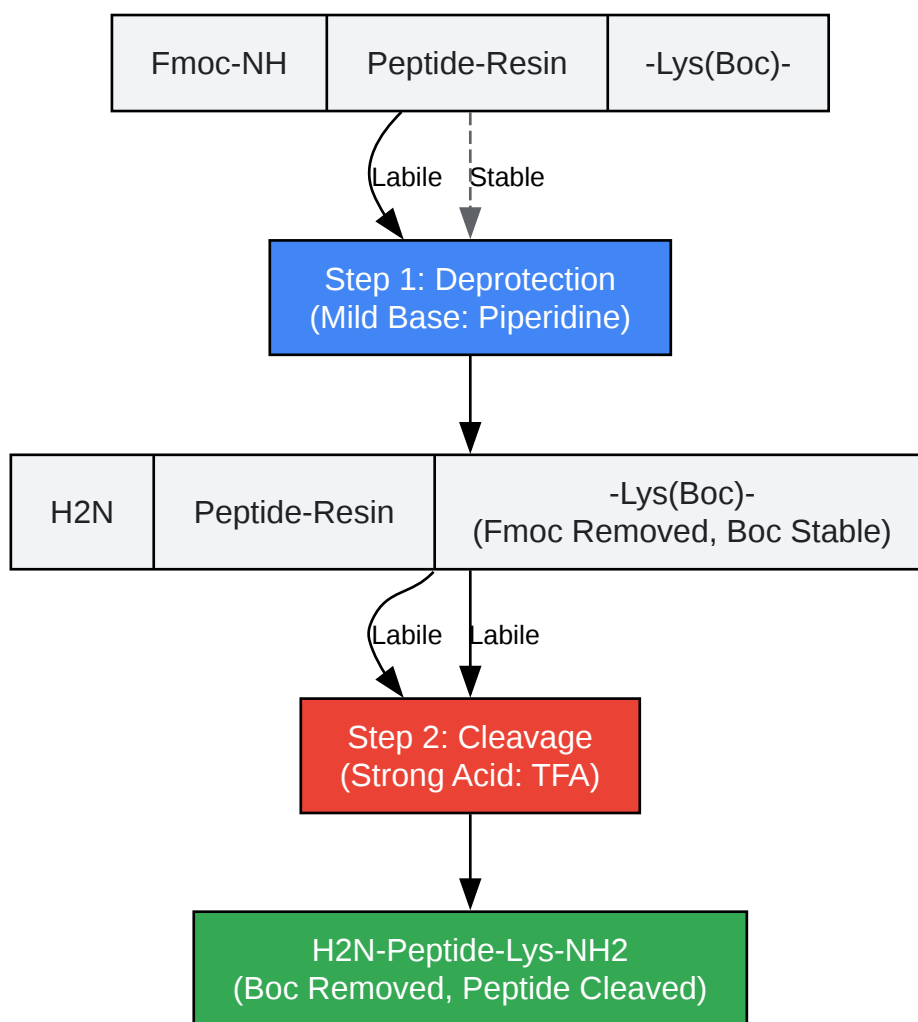 Fmoc-NH
Peptide-Resin
-Lys(Boc)-
Labile
Stable
Step 1: Deprotection
(Mild Base: Piperidine)
H2N
Peptide-Resin
-Lys(Boc)-
(Fmoc Removed, Boc Stable)
Labile
Labile
Step 2: Cleavage
(Strong Acid: TFA)
H2N-Peptide-Lys-NH2
(Boc Removed, Peptide Cleaved)